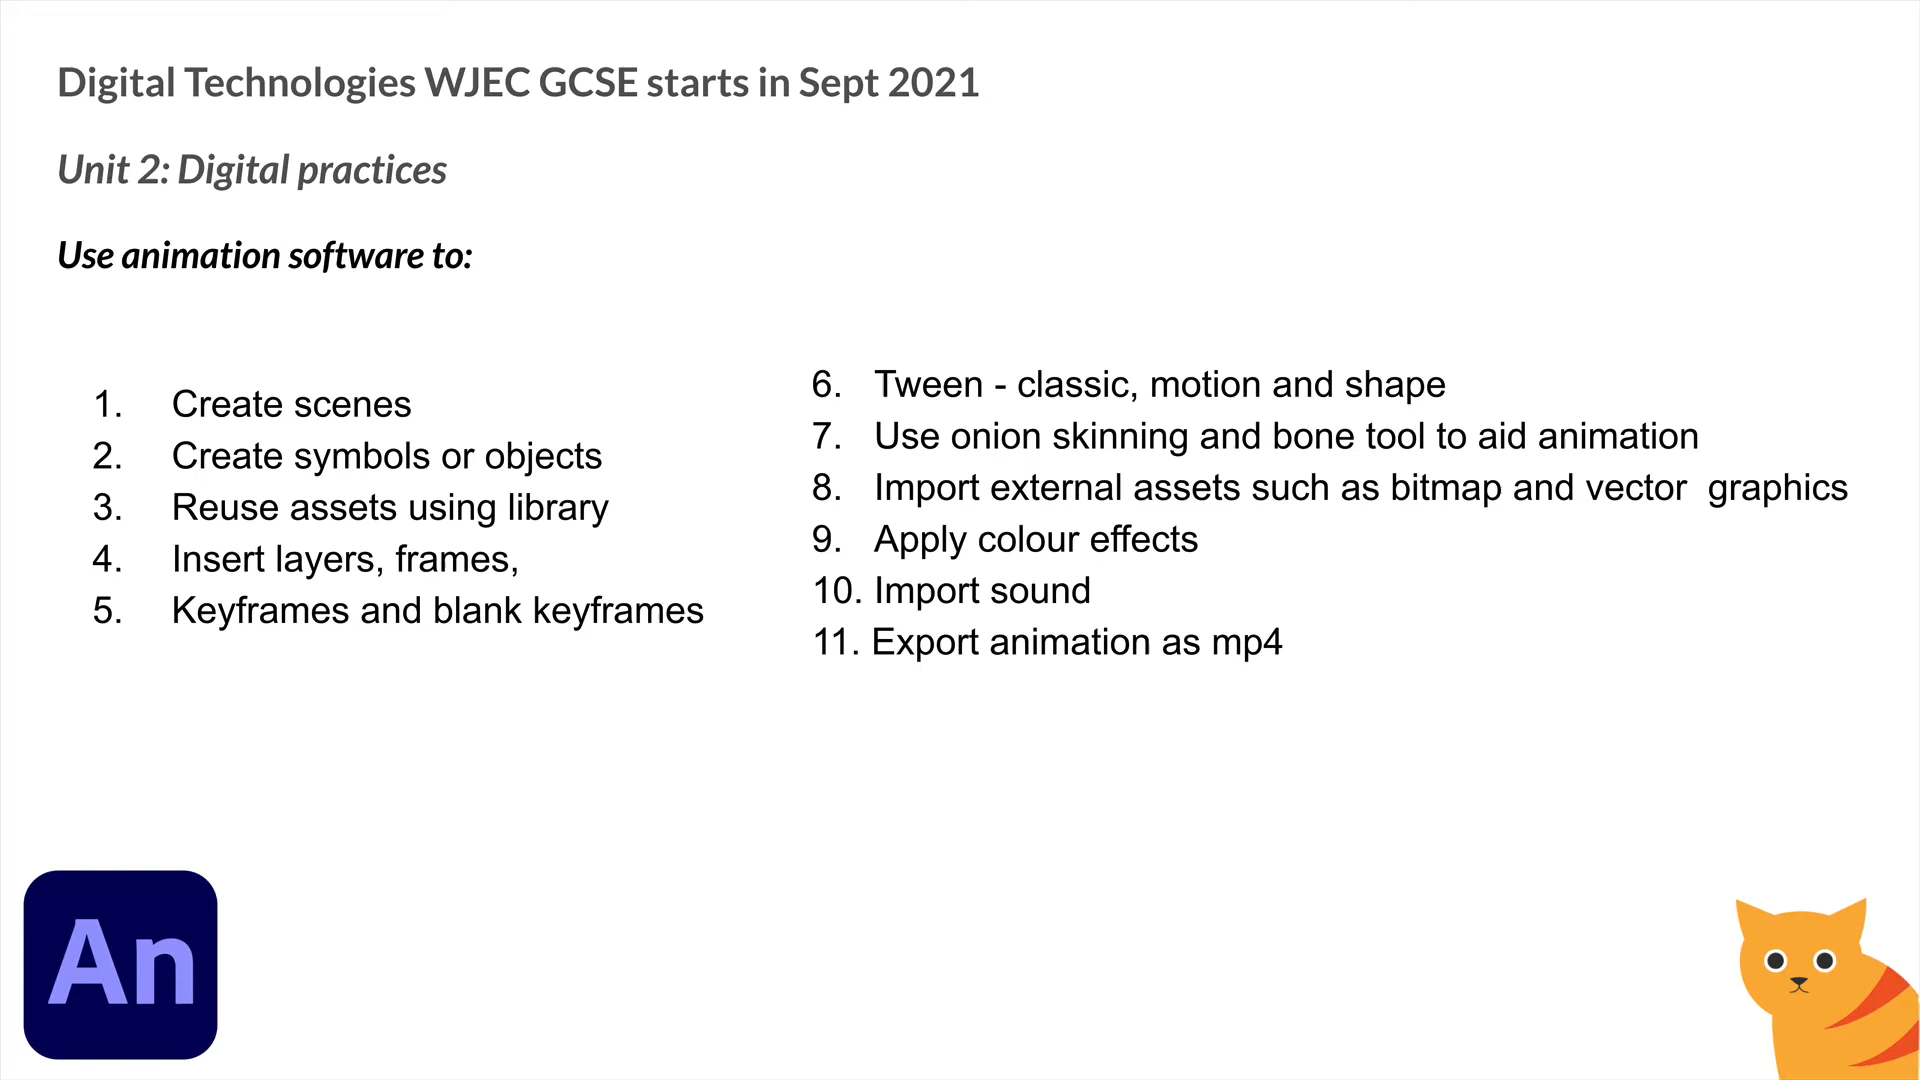 Digital Technologies WJEC GCSE starts in Sept 2021
Unit 2: Digital practices
Use animation software to:
1. Create scenes
2. Create symbols or objects
3. Reuse assets using library
4. Insert layers, frames,
5. Keyframes and blank keyframes
6. Tween - classic, motion and shape
7. Use onion skinning and bone tool to aid animation
8. Import external assets such as bitmap and vector  graphics
9. Apply colour effects
10. Import sound
11. Export animation as mp4
An